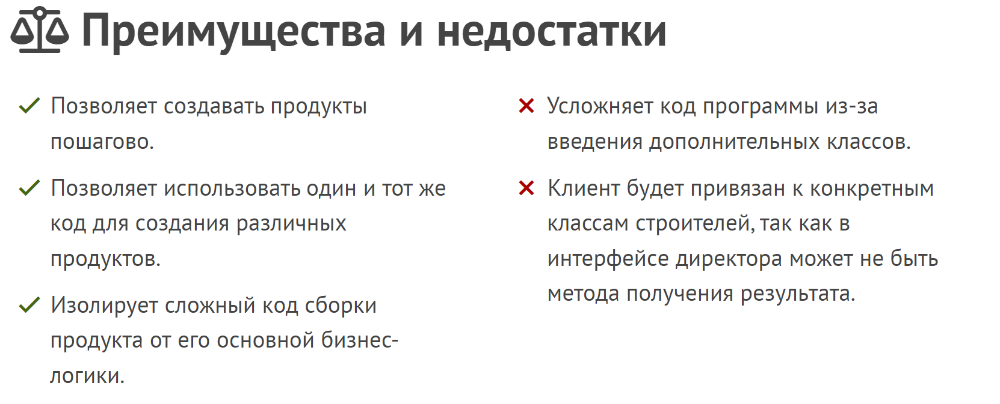 Преимущества и недостатки
Позволяет создавать продукты
пошагово.
Позволяет использовать один и тот же
код для создания различных
продуктов.
Изолирует сложный код сборки
продукта от его основной бизнес-
логики.
Усложняет код программы из-за
введения дополнительных классов.
Клиент будет привязан к конкретным
классам строителей, так как в
интерфейсе директора может не быть
метода получения результата.